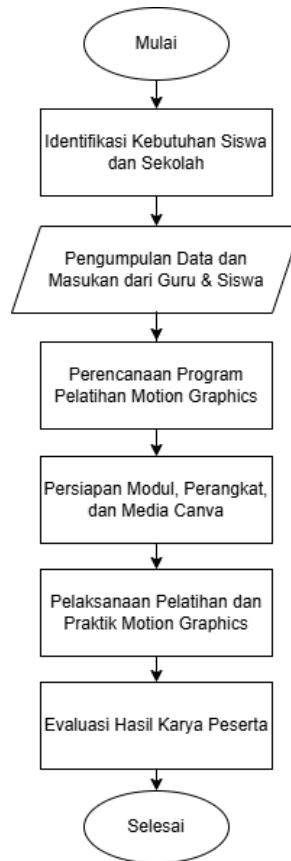 Mulai
Identifikasi Kebutuhan Siswa
dan Sekolah
Pengumpulan Data dan
Masukan dari Guru & Siswa
Perencanaan Program
Pelatihan Motion Graphics
Persiapan Modul, Perangkat,
dan Media Canva
Pelaksanaan Pelatihan dan
Praktik Motion Graphics
Evaluasi Hasil Karya Peserta
Selesai